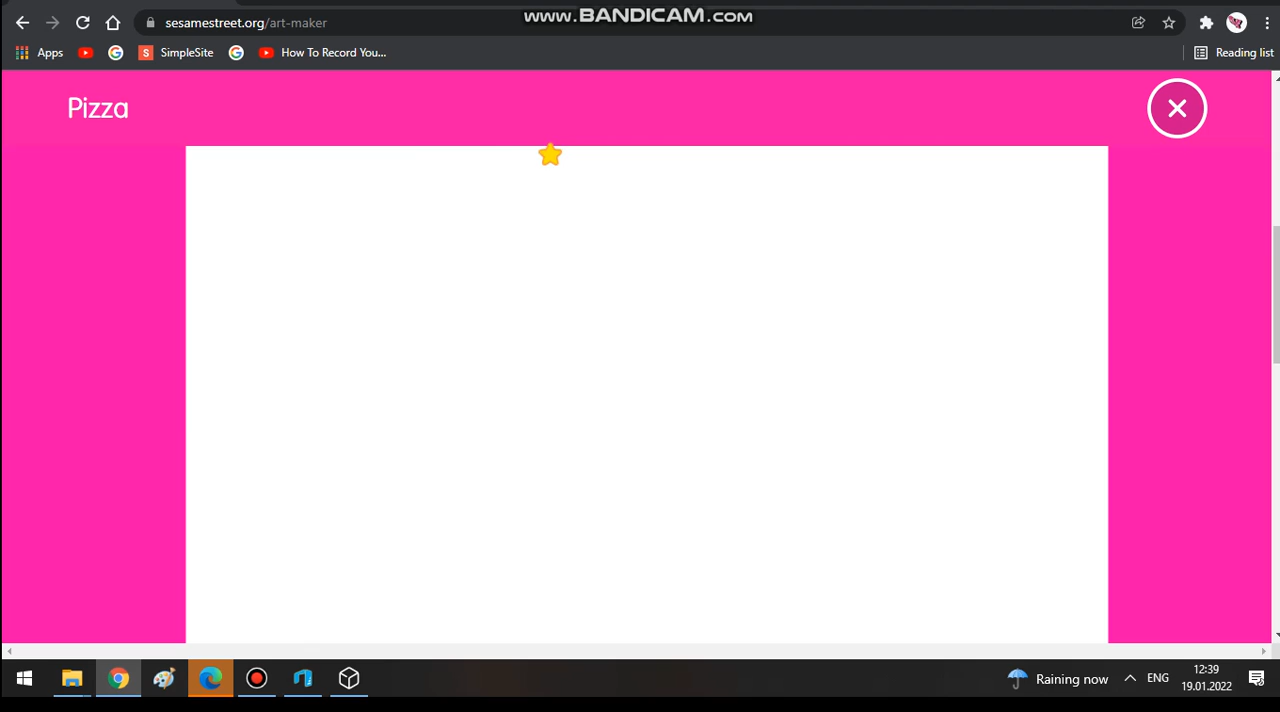 sesamestreet.org/art-maker
www.BANDICAM.com
Apps
S SimpleSite
How To Record You...
Reading list
Pizza
Raining now
ENG
12:39
19.01.2022